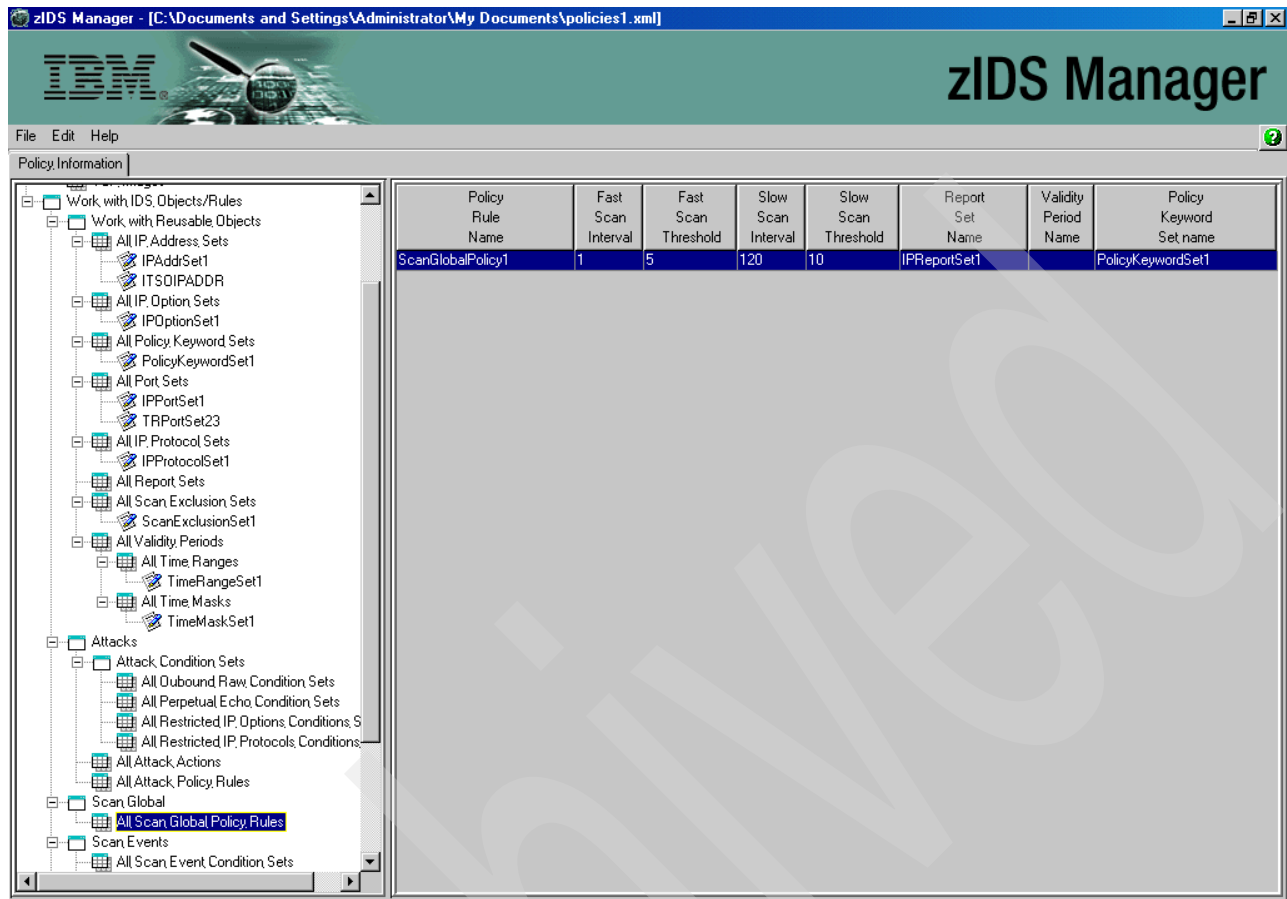 zIDS Manager - [C:\Documents and Settings\Administrator\My Documents\policies1.xml]
IBM®
zIDS Manager
File Edit Help
Policy Information
Work with IDS Objects/Rules
Work with Reusable Objects
All IP Address Sets
IPAddrSet1
ITSOIPADDR
All IP Option Sets
IPOptionSet1
All Policy Keyword Sets
PolicyKeywordSet1
All Port Sets
IPPortSet1
TRPortSet23
All IP Protocol Sets
IPProtocolSet1
All Report Sets
All Scan Exclusion Sets
ScanExclusionSet1
All Validity Periods
All Time Ranges
TimeRangeSet1
All Time Masks
TimeMaskSet1
Attacks
Attack Condition Sets
All Oubound Raw Condition Sets
All Perpetual Echo Condition Sets
All Restricted IP Options Conditions S
All Restricted IP Protocols Conditions
All Attack Actions
All Attack Policy Rules
Scan Global
All Scan Global Policy Rules
Scan Events
All Scan Event Condition Sets
Policy Rule Name
Fast Scan Interval
Fast Scan Threshold
Slow Scan Interval
Slow Scan Threshold
Report Set Name
Validity Period Name
Policy Keyword Set name
ScanGlobalPolicy1 1 5 120 10 IPReportSet1 PolicyKeywordSet1